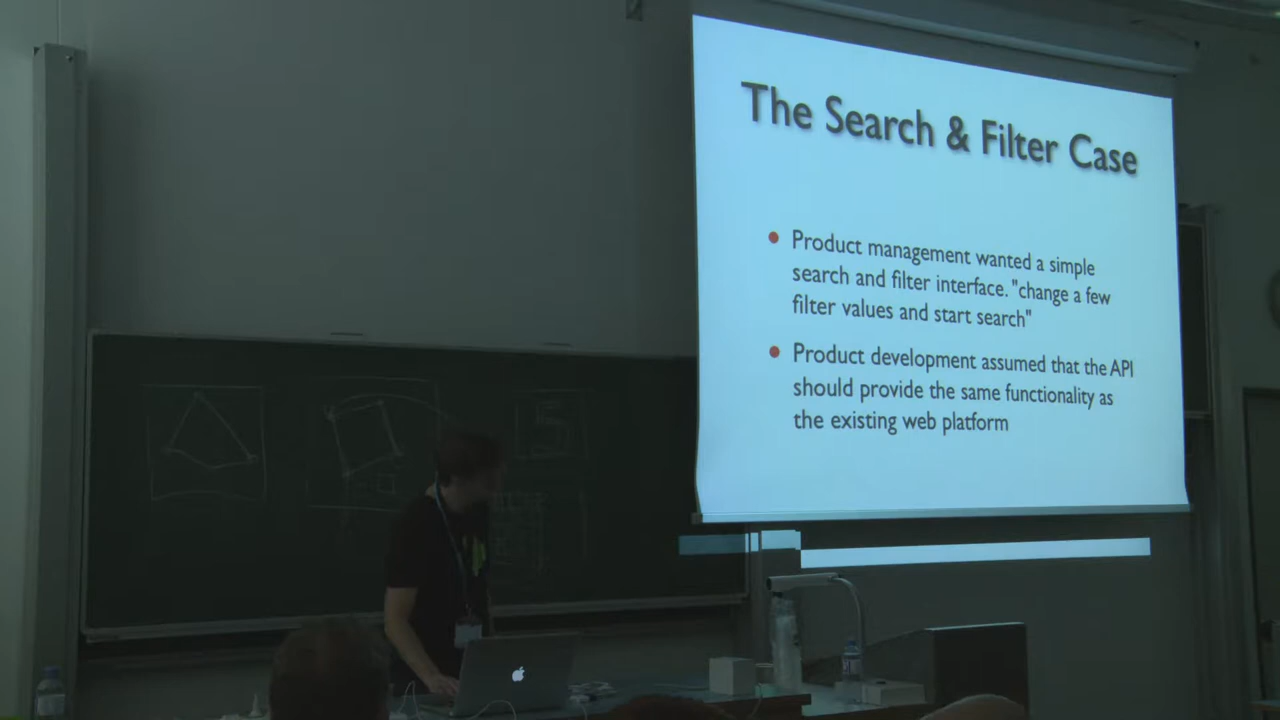 The Search & Filter Case
Product management wanted a simple
search and filter interface. "change a few
filter values and start search"
Product development assumed that the API
should provide the same functionality as
the existing web platform